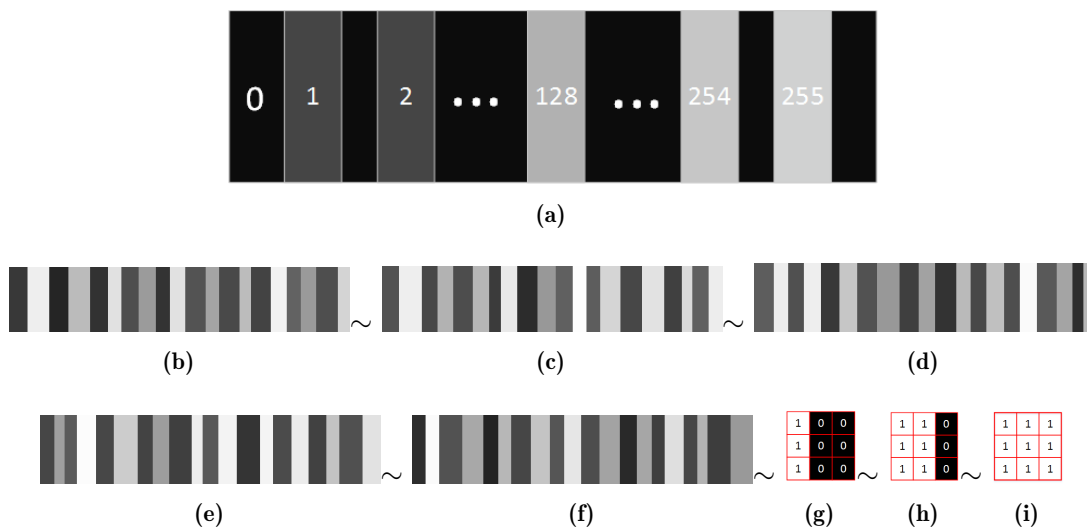 0 1 2 ... 128 ... 254 255
(a)
~ ~
(b) (c) (d)
1 0 0 1 1 0 1 1 1
1 0 0 1 1 0 1 1 1
1 0 0 1 1 0 1 1 1
~ ~ ~ ~
(e) (f) (g) (h) (i)